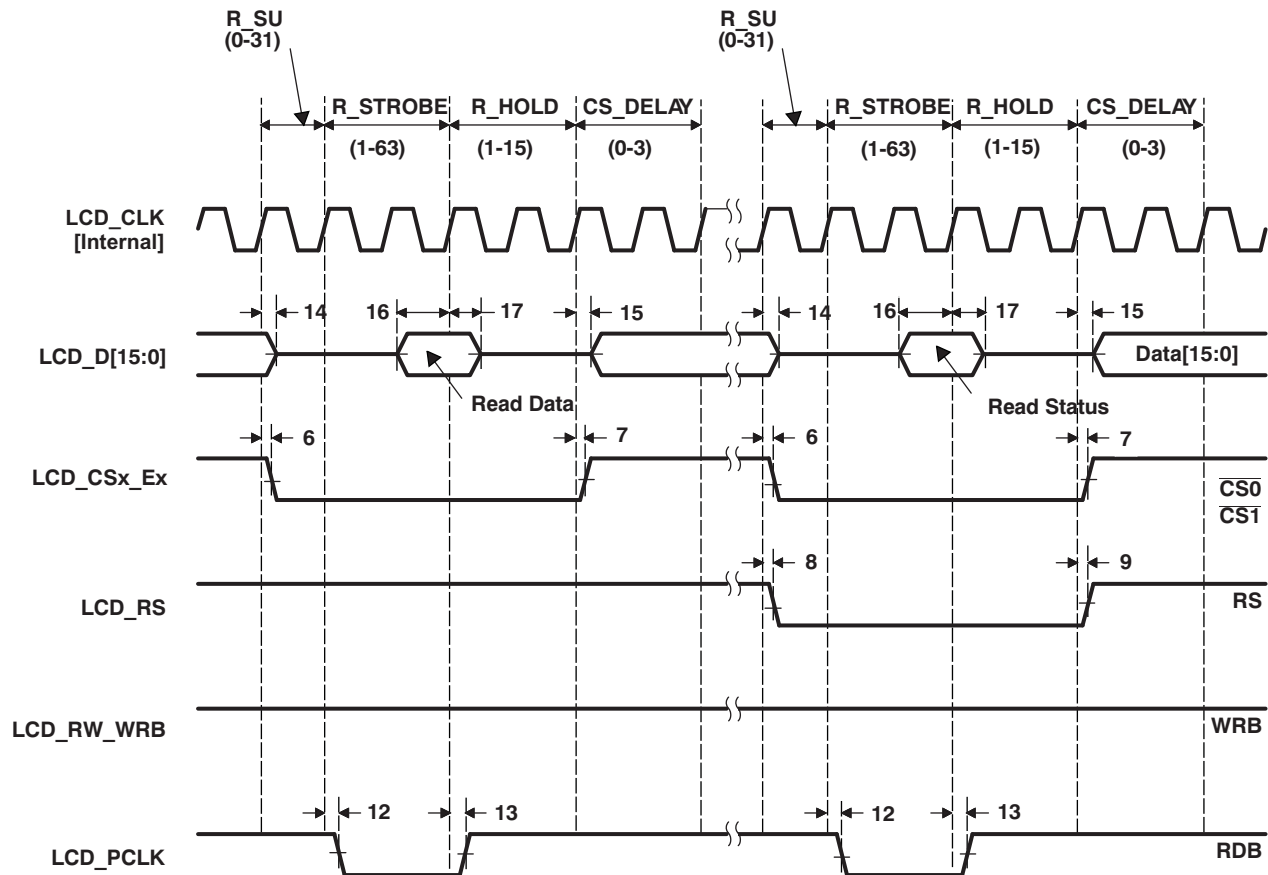 R_SU
(0-31)
R_SU
(0-31)
R_STROBE R_HOLD CS_DELAY
R_STROBE R_HOLD CS_DELAY
(1-63) (1-15) (0-3)
(1-63) (1-15) (0-3)
LCD_CLK
[Internal]
14 16 17 15
14 16 17 15
LCD_D[15:0]
Data[15:0]
Read Data
Read Status
6 7
6 7
LCD_CSx_Ex
CS0
CS1
8 9
LCD_RS
RS
LCD_RW_WRB
WRB
12 13
12 13
LCD_PCLK
RDB